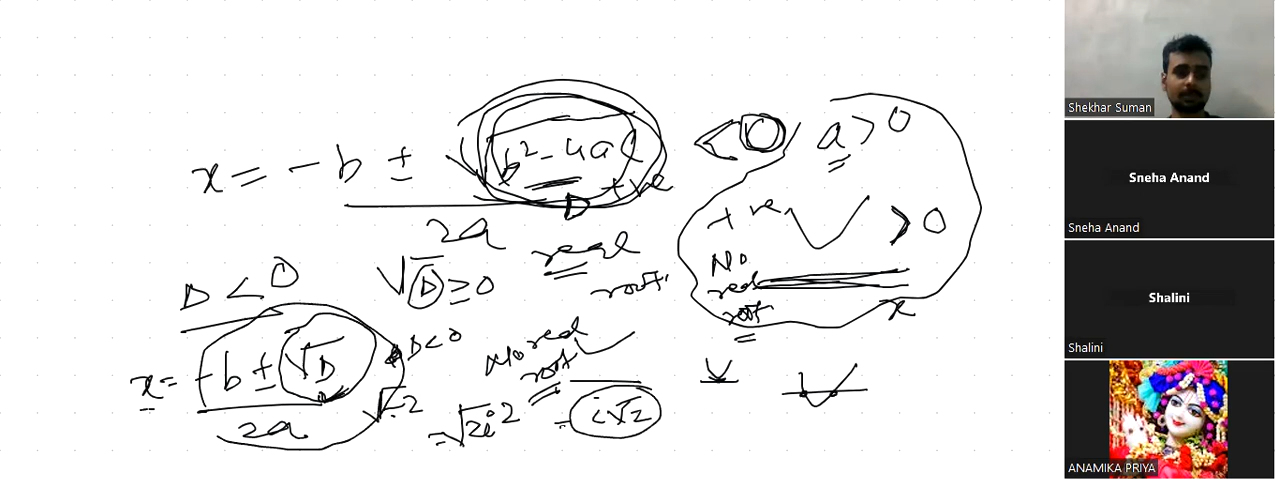 x = -b ± √b²-4ac
2a
D
+ve
real
root
√D ≥ 0
D < 0
x = -b ± √D
2a
D<0
No real
root
√-2
= √2i²
= i√2
a > 0
+ve
> 0
No
real
root
x
Shekhar Suman
Sneha Anand
Sneha Anand
Shalini
Shalini
ANAMIKA PRIYA